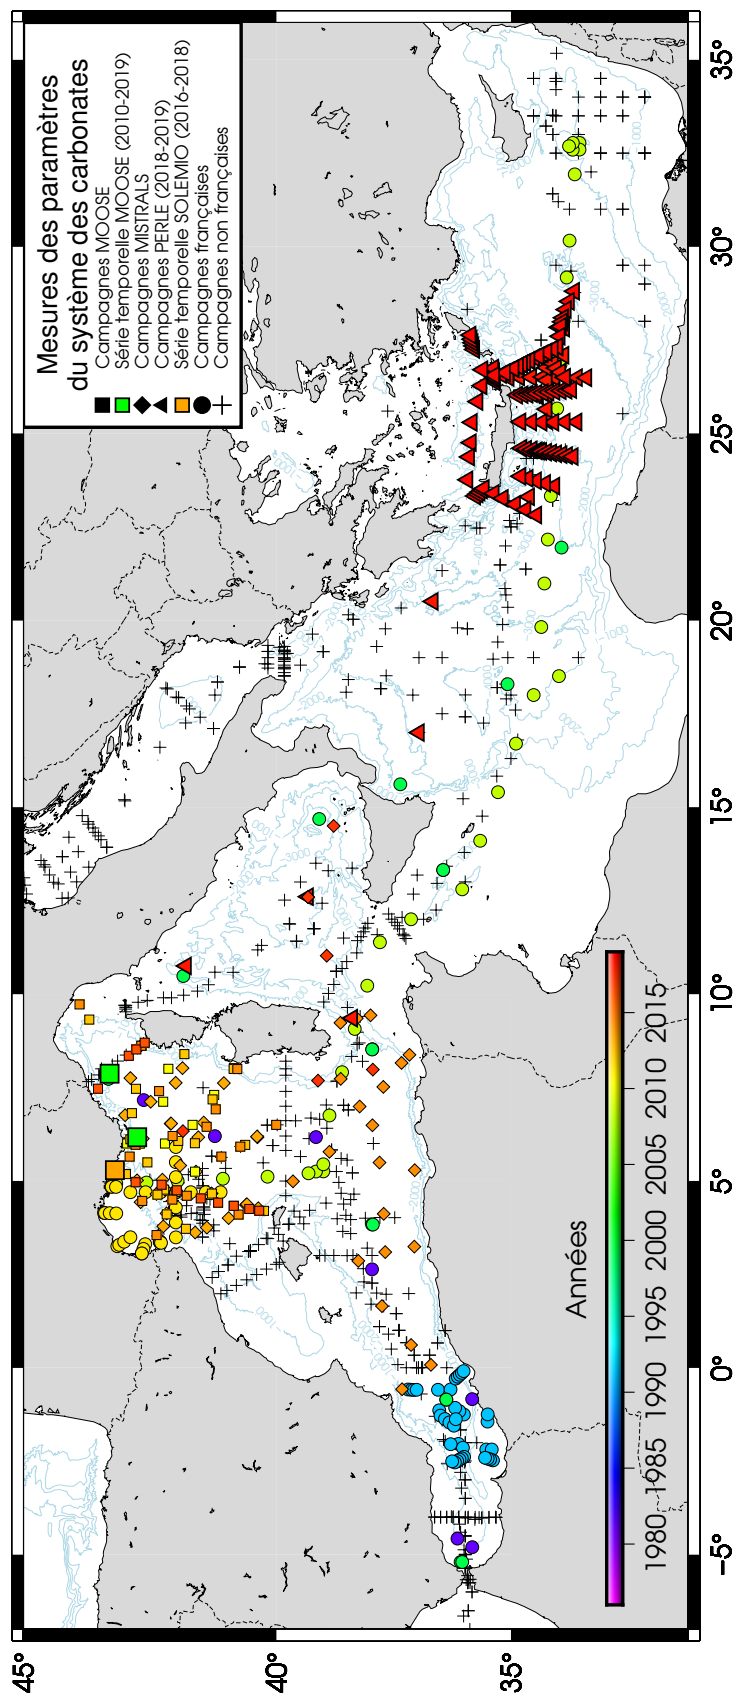 Mesures des paramètres
du système des carbonates
Campagnes MOOSE
Série temporelle MOOSE (2010-2019)
Campagnes MISTRALS
Campagnes PERLE (2018-2019)
Série temporelle SOLEMIO (2016-2018)
Campagnes françaises
Campagnes non françaises
45°
40°
35°
−5°
0°
5°
10°
15°
20°
25°
30°
35°
Années
1980
1985
1990
1995
2000
2005
2010
2015